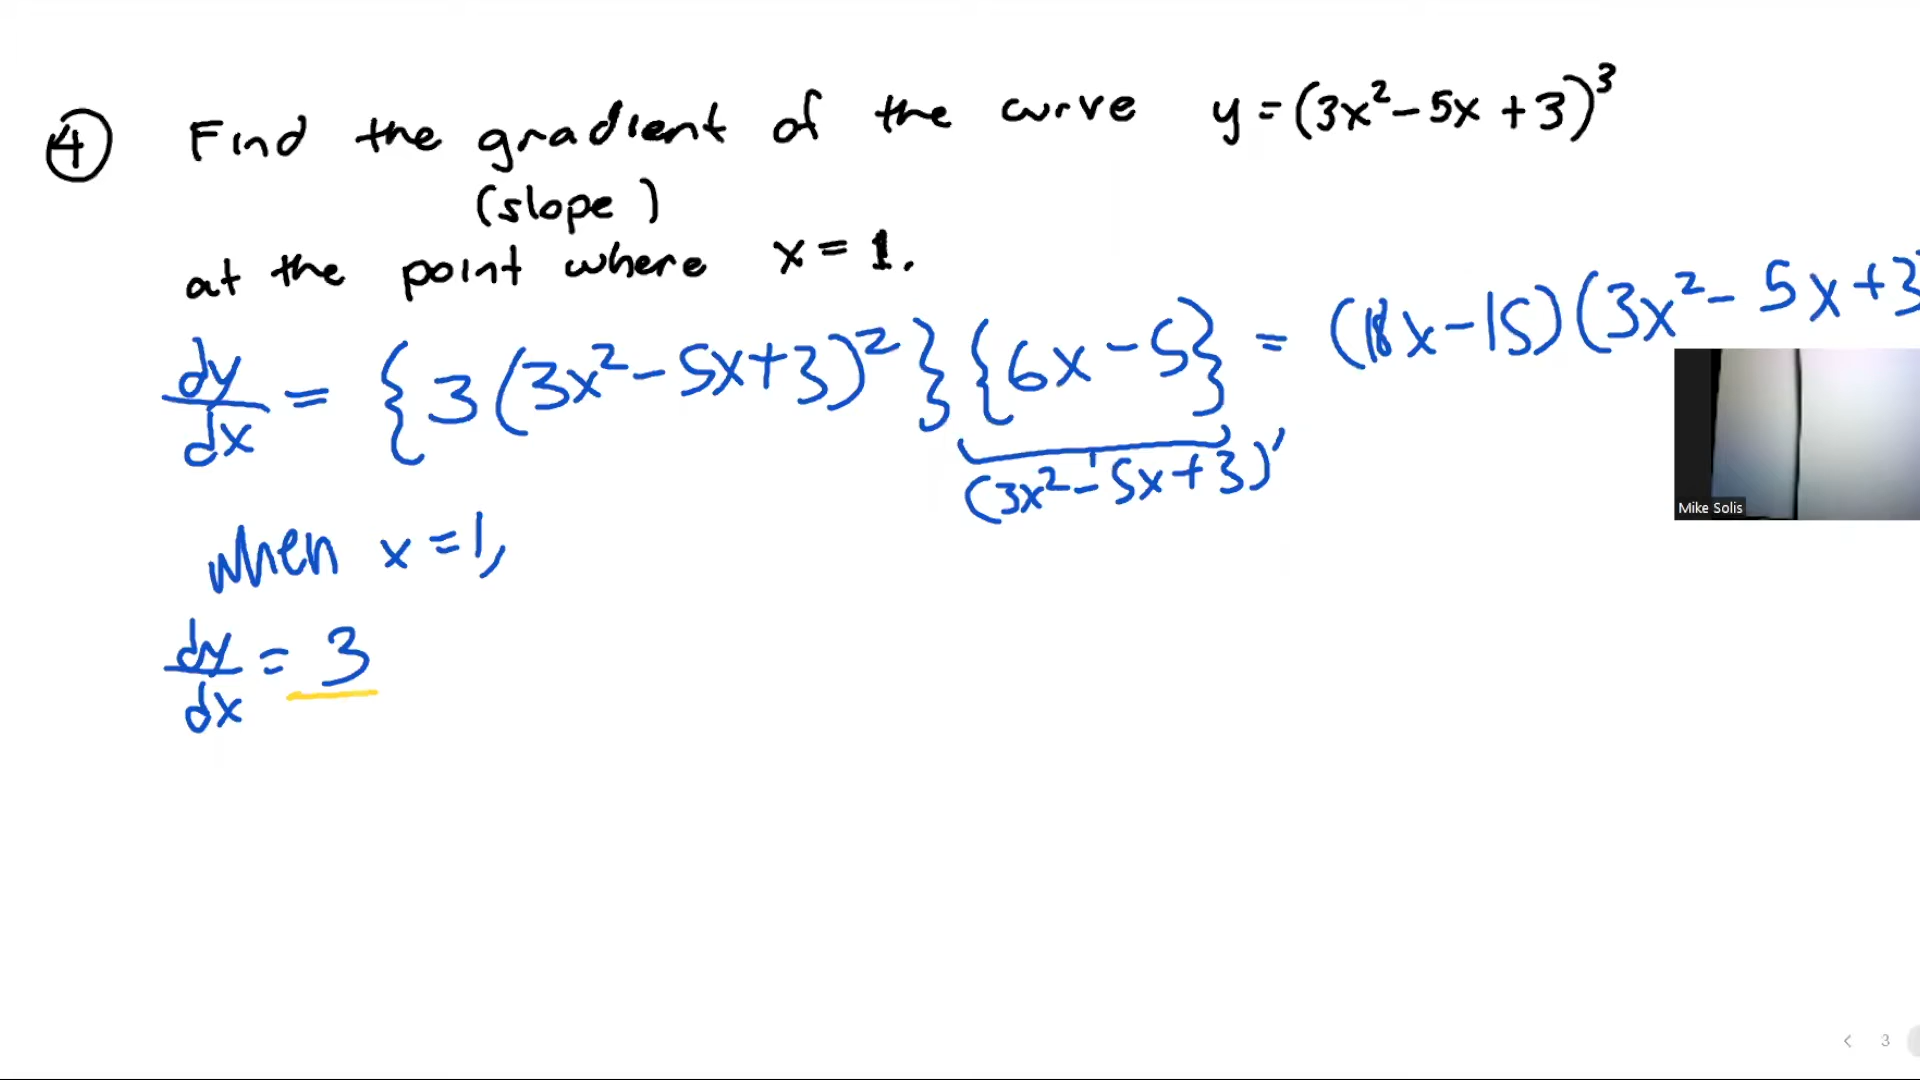 ④ Find the gradient of the curve y = (3x² - 5x + 3)³
(slope)
at the point where x = 1.
dy/dx = {3(3x² - 5x + 3)²}{6x - 5} = (18x - 15)(3x² - 5x + 3
(3x² - 5x + 3)'
when x = 1,
dy/dx = 3
Mike Solis
< 3